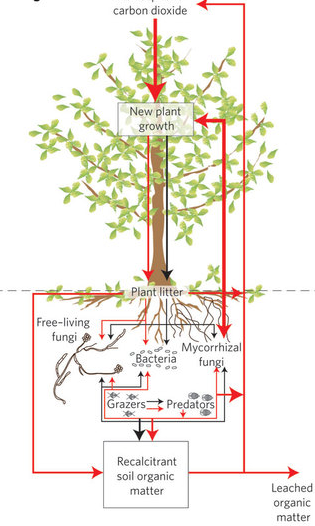 carbon dioxide
New plant
growth
Plant litter
Free–living
fungi
Mycorrhizal
fungi
Bacteria
Grazers
Predators
Recalcitrant
soil organic
matter
Leached
organic
matter